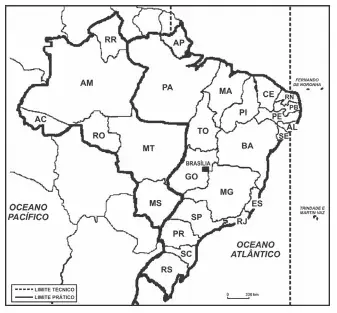 RR
AP
FERNANDO
DE NORONHA
AM
PA
MA
CE
RN
PB
PI
PE
AC
AL
SE
RO
TO
MT
BA
BRASÍLIA
GO
MS
MG
ES
OCEANO
PACÍFICO
TRINDADE E
MARTIN VAZ
SP
RJ
PR
OCEANO
ATLÂNTICO
SC
RS
LIMITE TÉCNICO
LIMITE PRÁTICO
0